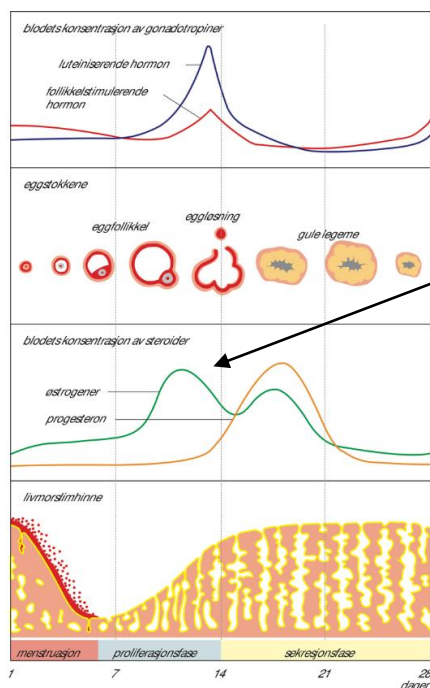 blodets konsentrasjon av gonadotropiner
luteiniserende hormon
follikkelstimulerende
hormon
eggstokkene
eggfollikkel
eggløsning
gule legeme
blodets konsentrasjon av steroider
østrogener
progesteron
livmorslimhinne
menstruasjon
proliferasjonsfase
sekresjonsfase
1 7 14 21 28
dager